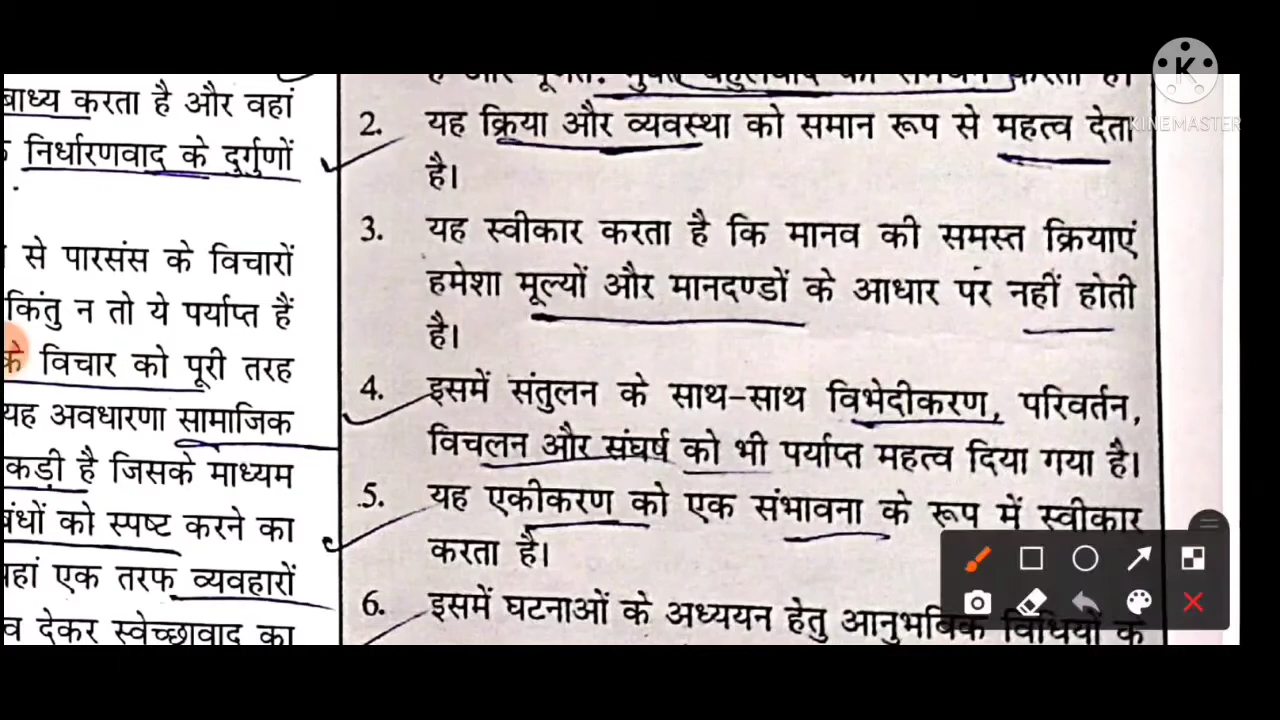 बाध्य करता है और वहां
निर्धारणवाद के दुर्गुणों
से पारसंस के विचारों
किंतु न तो ये पर्याप्त हैं
के विचार को पूरी तरह
यह अवधारणा सामाजिक
कड़ी है जिसके माध्यम
बंधों को स्पष्ट करने का
वहां एक तरफ व्यवहारों
व देकर स्वेच्छावाद का
2. यह क्रिया और व्यवस्था को समान रूप से महत्व देता
है।
3. यह स्वीकार करता है कि मानव की समस्त क्रियाएं
हमेशा मूल्यों और मानदण्डों के आधार पर नहीं होती
है।
4. इसमें संतुलन के साथ-साथ विभेदीकरण, परिवर्तन,
विचलन और संघर्ष को भी पर्याप्त महत्व दिया गया है।
5. यह एकीकरण को एक संभावना के रूप में स्वीकार
करता है।
6. इसमें घटनाओं के अध्ययन हेतु आनुभबिक विधियों के
K
KINEMASTER